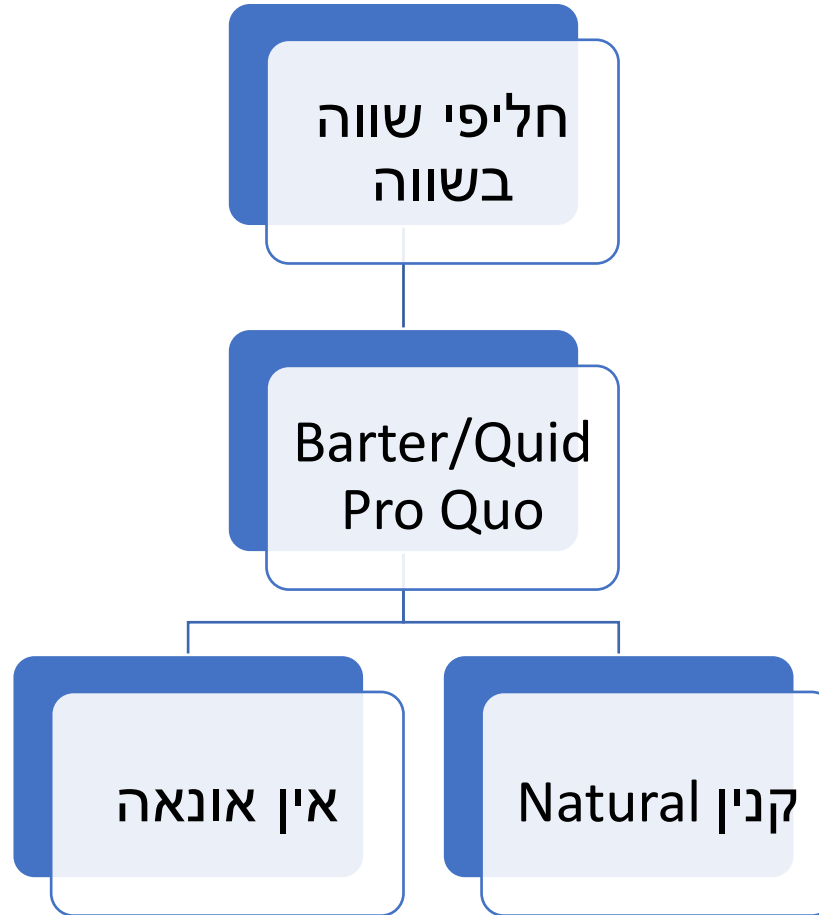 חליפי שווה
בשווה
Barter/Quid
Pro Quo
אין אונאה
קנין Natural